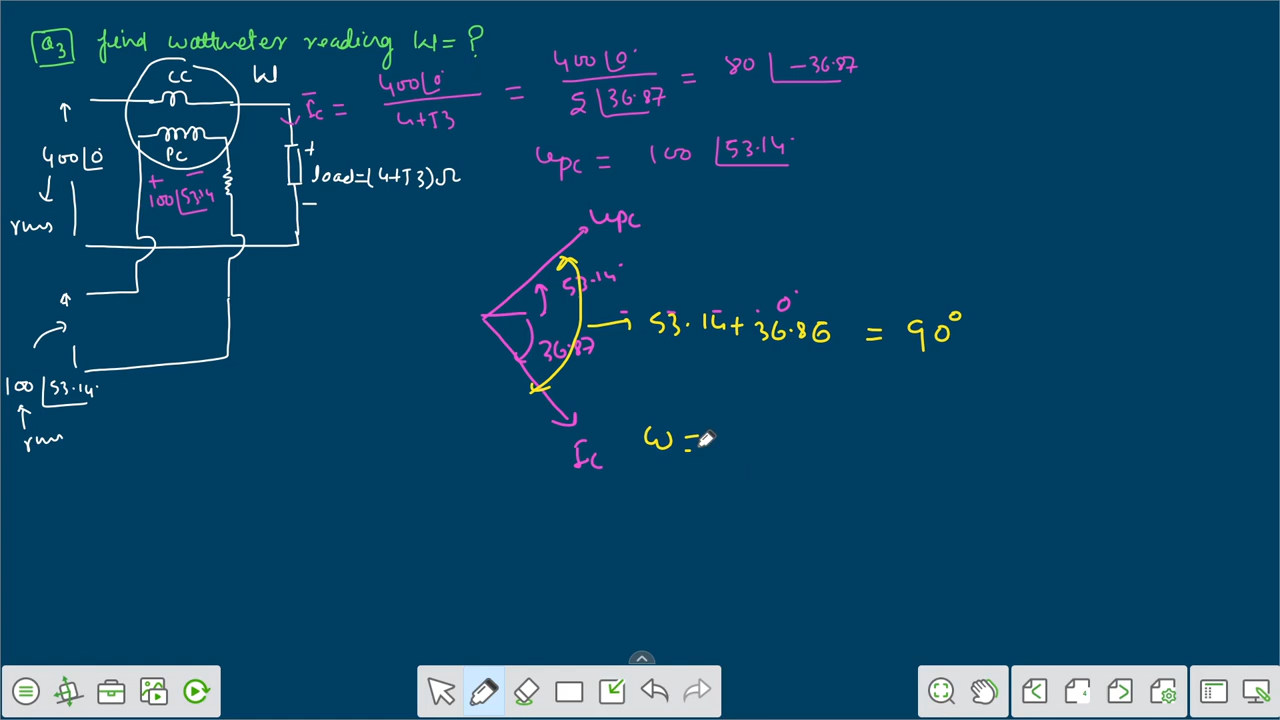 Q3 find wattmeter reading W = ?
CC
W
PC
400∠0°
rms
+ −
100∠53.14
+
load=(4+J3)Ω
−
100∠53.14°
rms
Ic = 400∠0° / 4+J3 = 400∠0° / 5∠36.87 = 80∠−36.87
Vpc = 100∠53.14°
Vpc
53.14°
36.87
Ic
53.14+36.86 = 90°
0°
W =
4